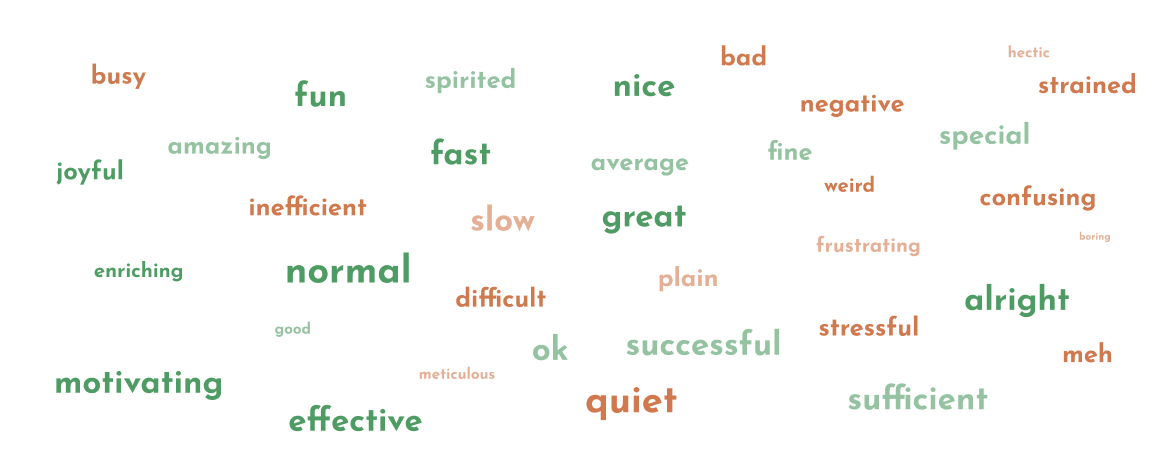 bad
hectic
busy
spirited
nice
strained
fun
negative
special
amazing
fast
fine
average
joyful
weird
confusing
inefficient
slow
great
boring
frustrating
enriching
normal
plain
difficult
alright
good
stressful
ok
successful
meh
meticulous
motivating
quiet
sufficient
effective